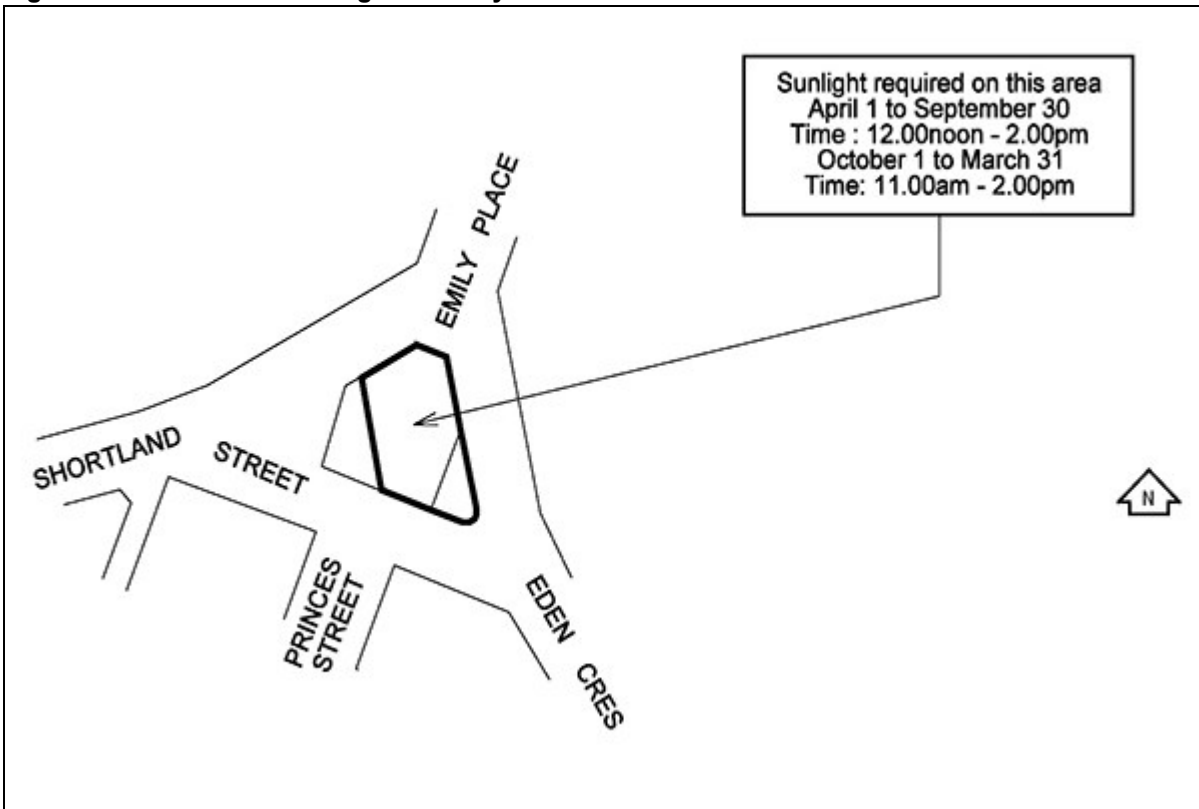 Sunlight required on this area
April 1 to September 30
Time : 12.00noon - 2.00pm
October 1 to March 31
Time: 11.00am - 2.00pm
EMILY PLACE
SHORTLAND STREET
N
PRINCES
STREET
EDEN CRES